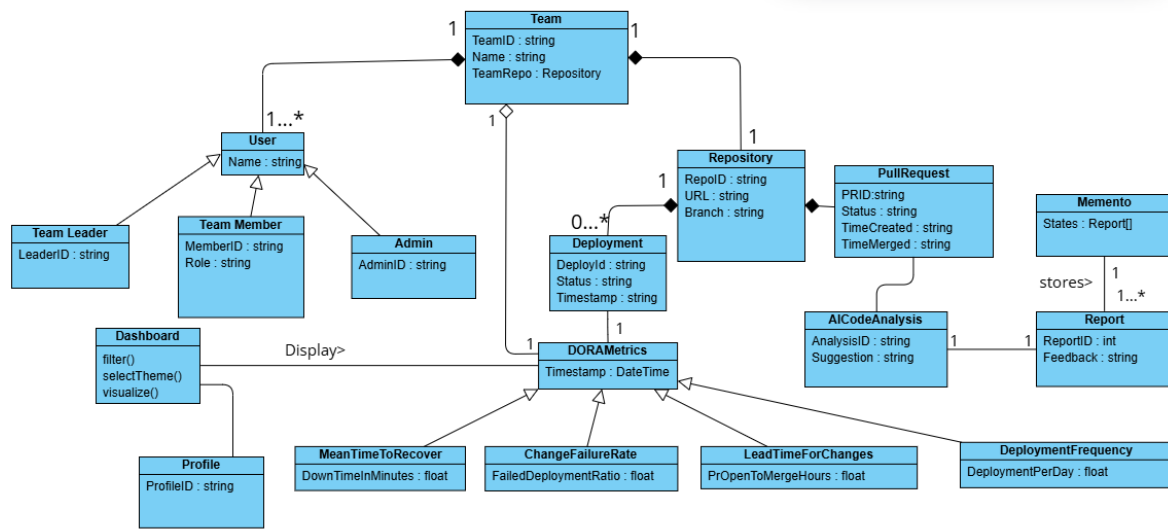 Team
TeamID : string
Name : string
TeamRepo : Repository
1
1
1
1...*
1
User
Name : string
Repository
RepoID : string
URL : string
Branch : string
PullRequest
PRID:string
Status : string
TimeCreated : string
TimeMerged : string
Memento
States : Report[]
Team Leader
LeaderID : string
Team Member
MemberID : string
Role : string
Admin
AdminID : string
1
0...*
Deployment
DeployId : string
Status : string
Timestamp : string
stores>
1
1...*
AICodeAnalysis
AnalysisID : string
Suggestion : string
1
1
Report
ReportID : int
Feedback : string
Dashboard
filter()
selectTheme()
visualize()
Display>
1
1
DORAMetrics
Timestamp : DateTime
MeanTimeToRecover
DownTimeInMinutes : float
ChangeFailureRate
FailedDeploymentRatio : float
LeadTimeForChanges
PrOpenToMergeHours : float
DeploymentFrequency
DeploymentPerDay : float
Profile
ProfileID : string